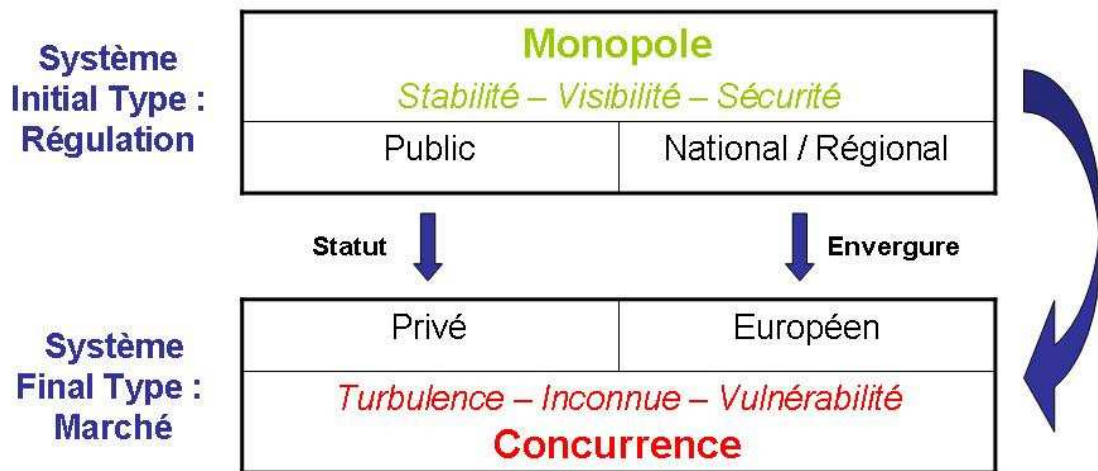 Système
Initial Type :
Régulation
Monopole
Stabilité – Visibilité – Sécurité
Public
National / Régional
Statut
Envergure
Système
Final Type :
Marché
Privé
Européen
Turbulence – Inconnue – Vulnérabilité
Concurrence